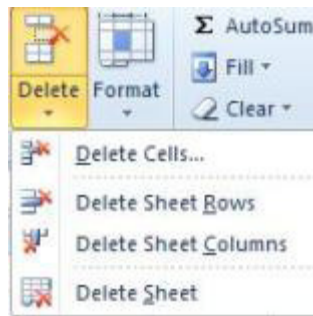 Σ AutoSum
Fill
Clear
Delete Format
Delete Cells...
Delete Sheet Rows
Delete Sheet Columns
Delete Sheet